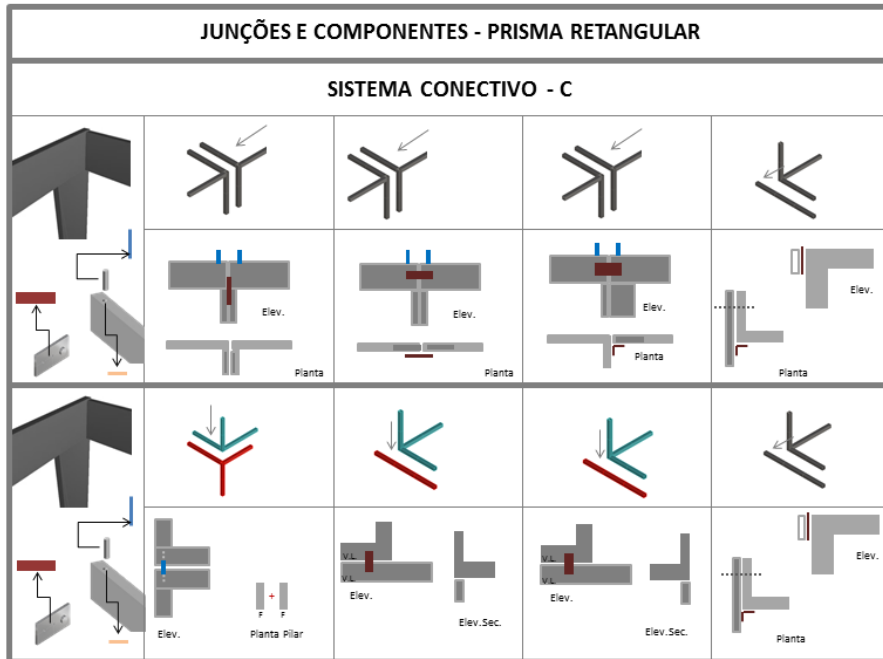 JUNÇÕES E COMPONENTES - PRISMA RETANGULAR
SISTEMA CONECTIVO - C
Elev.
Planta
Elev.
Planta
Elev.
Planta
Elev.
Planta
Elev.
F F
Planta Pilar
V.L.
V.L.
Elev.
Elev.Sec.
V.L.
V.L.
Elev.
Elev.Sec.
Elev.
Planta